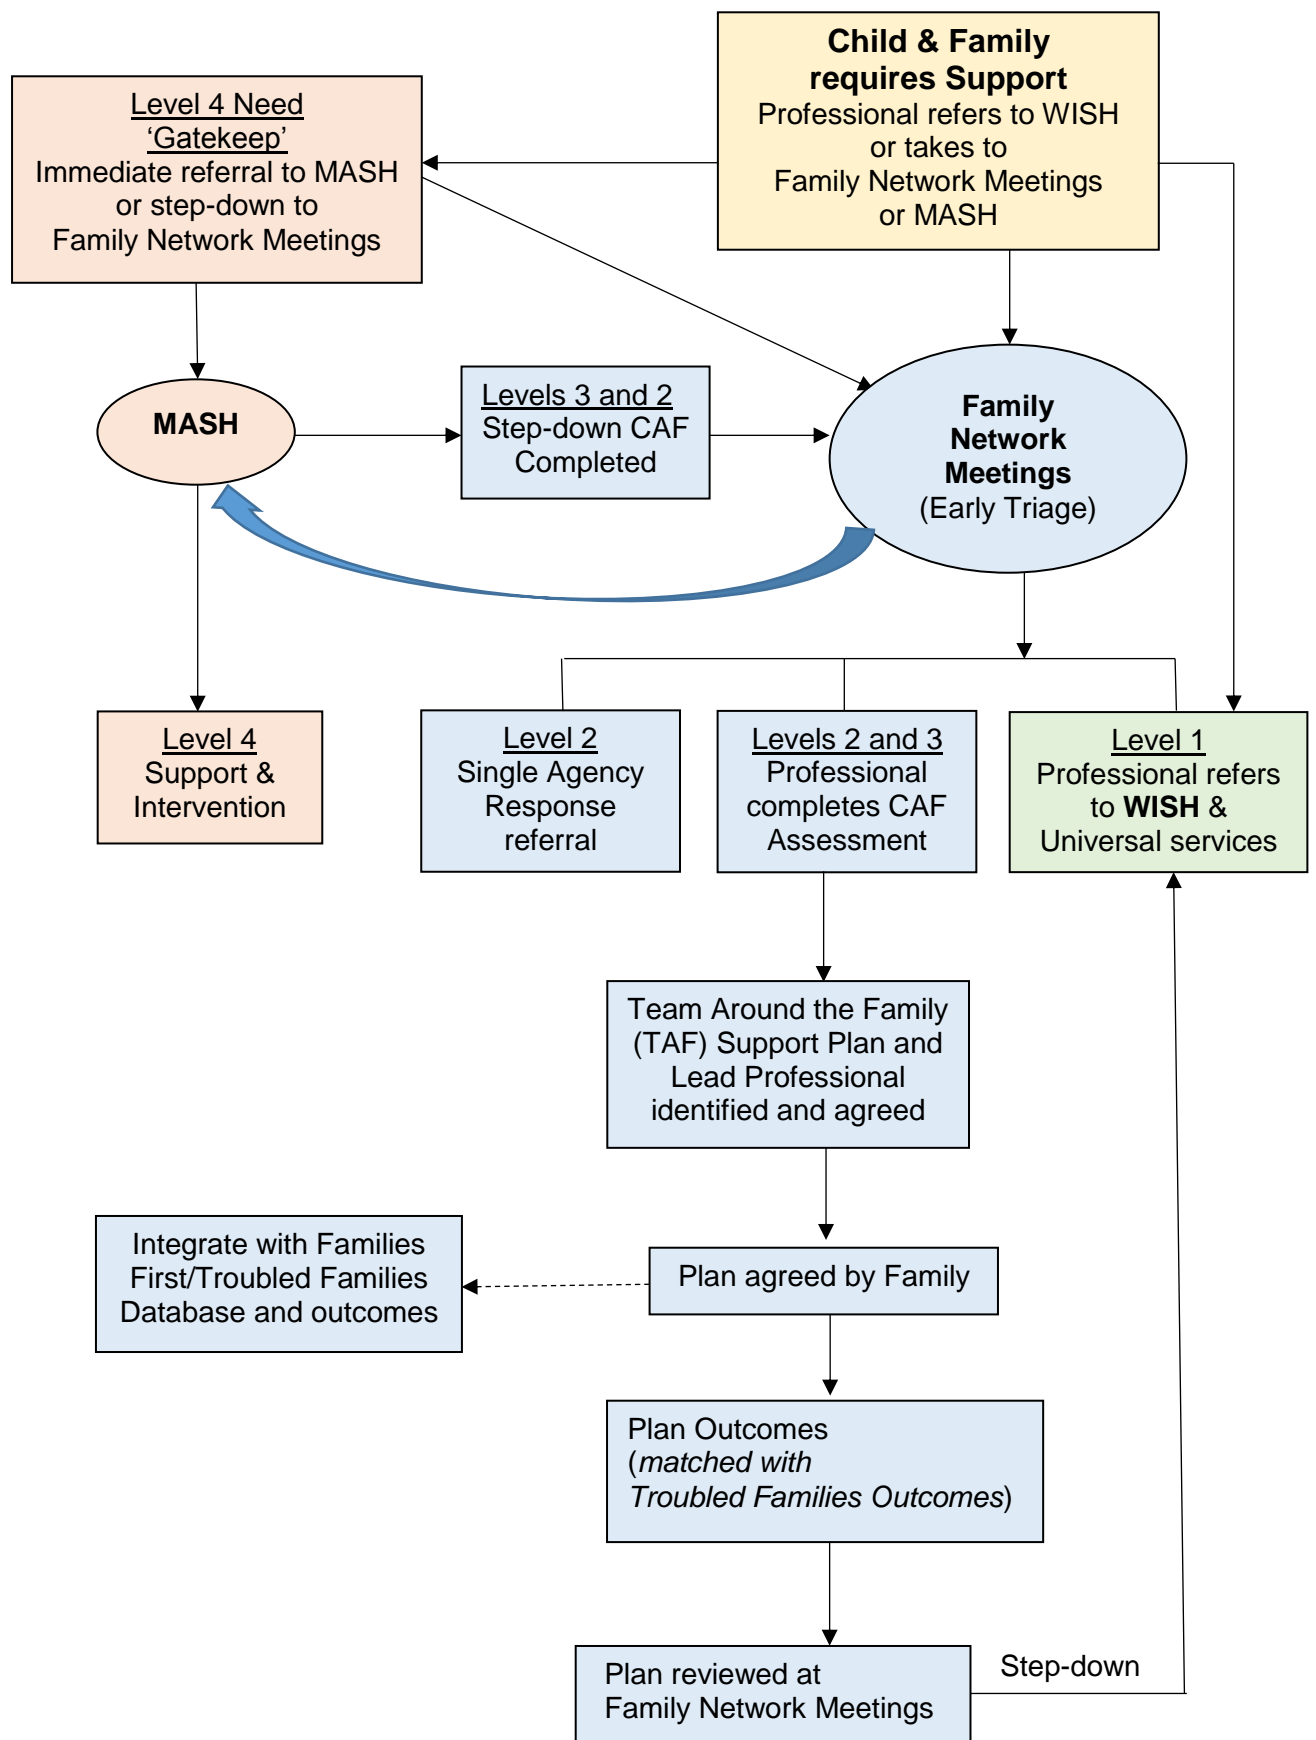 Child & Family
requires Support
Professional refers to WISH
or takes to
Family Network Meetings
or MASH
Level 4 Need
‘Gatekeep’
Immediate referral to MASH
or step-down to
Family Network Meetings
MASH
Levels 3 and 2
Step-down CAF
Completed
Family
Network
Meetings
(Early Triage)
Level 4
Support &
Intervention
Level 2
Single Agency
Response
referral
Levels 2 and 3
Professional
completes CAF
Assessment
Level 1
Professional refers
to WISH &
Universal services
Team Around the Family
(TAF) Support Plan and
Lead Professional
identified and agreed
Integrate with Families
First/Troubled Families
Database and outcomes
Plan agreed by Family
Plan Outcomes
(matched with
Troubled Families Outcomes)
Plan reviewed at
Family Network Meetings
Step-down